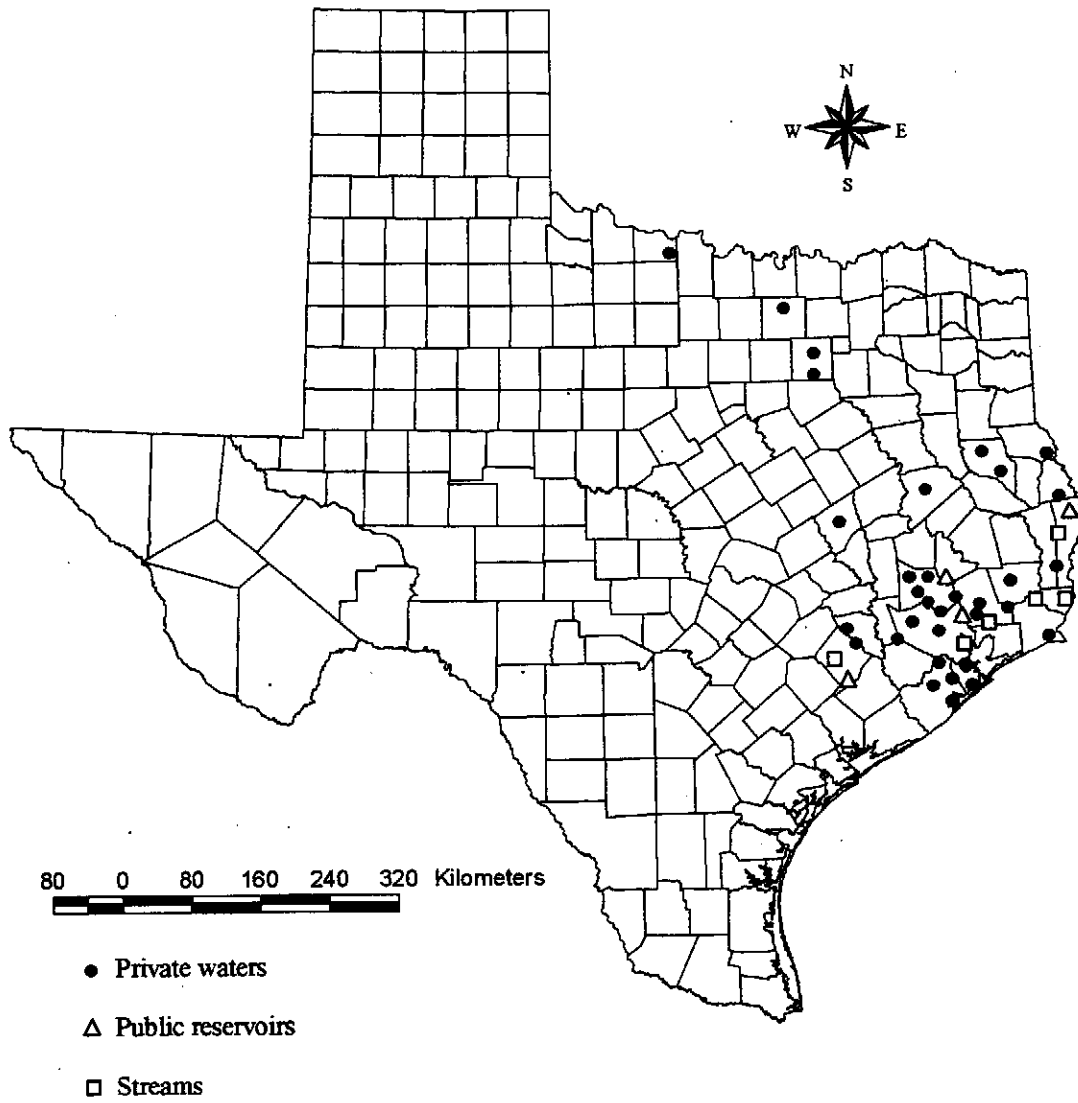 N
W E
S
80 0 80 160 240 320 Kilometers
Private waters
Public reservoirs
Streams